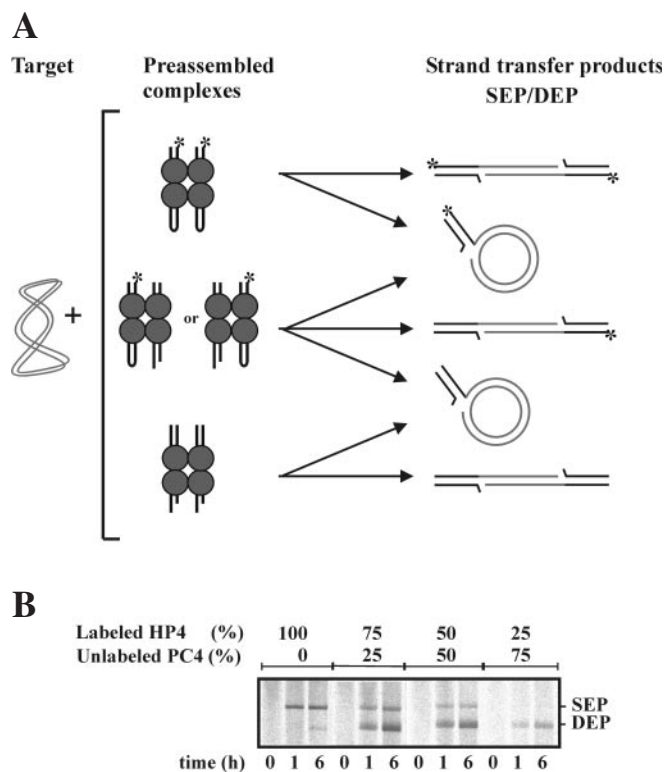 A
Target
Preassembled
complexes
Strand transfer products
SEP/DEP
*
*
*
*
*
+
*
or
*
*
B
Labeled HP4 (%) 100 75 50 25
Unlabeled PC4 (%) 0 25 50 75
SEP
DEP
time (h) 0 1 6 0 1 6 0 1 6 0 1 6